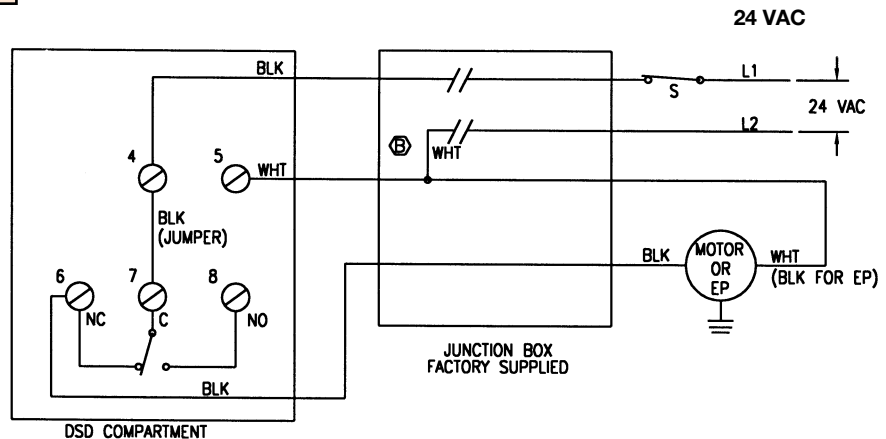 24 VAC
BLK
L1
S
24 VAC
L2
B
WHT
4
5
WHT
BLK
(JUMPER)
6
7
8
NC
C
NO
BLK
MOTOR
OR
EP
WHT
(BLK FOR EP)
BLK
JUNCTION BOX
FACTORY SUPPLIED
DSD COMPARTMENT